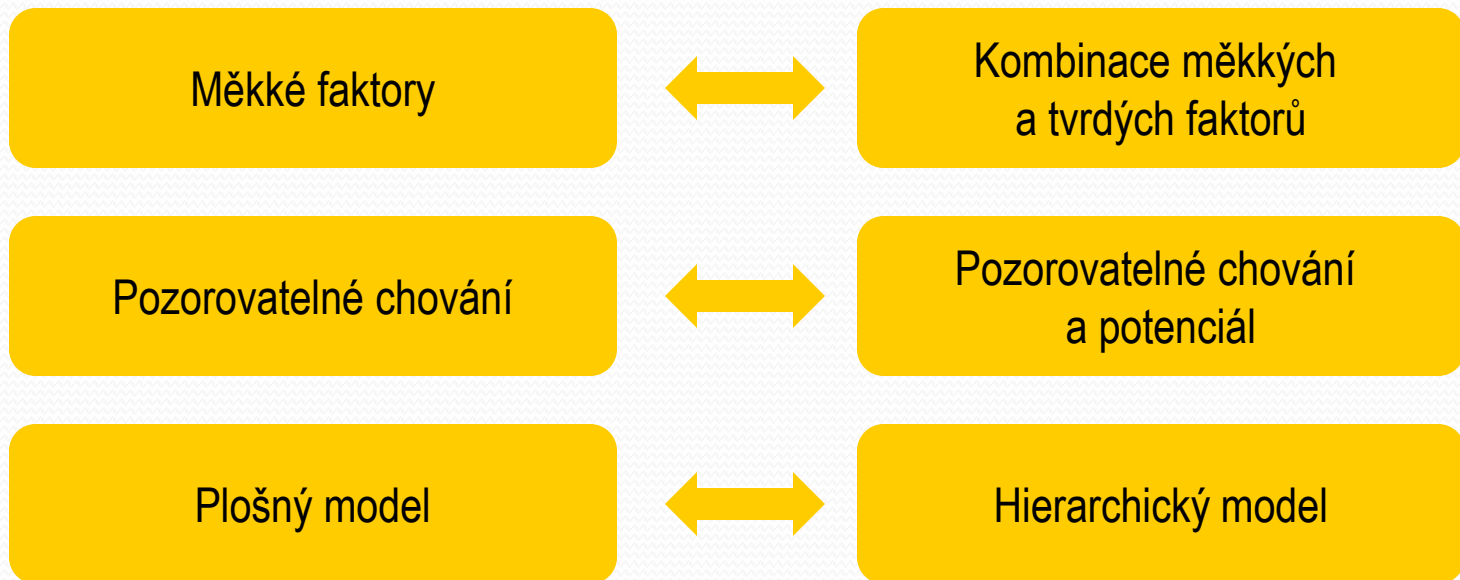 Měkké faktory
Kombinace měkkých
a tvrdých faktorů
Pozorovatelné chování
Pozorovatelné chování
a potenciál
Plošný model
Hierarchický model